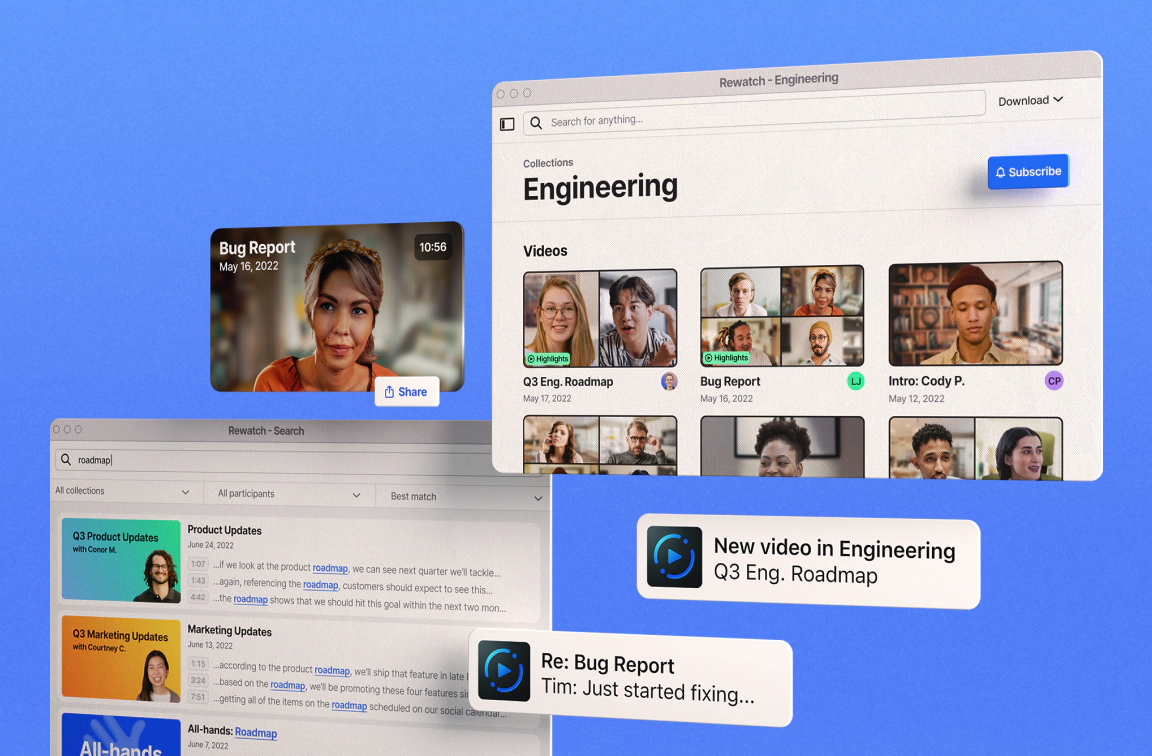 Rewatch - Engineering
Search for anything...
Download
Collections
Engineering
Subscribe
Videos
Highlights
Q3 Eng. Roadmap
May 17, 2022
Highlights
Bug Report
LJ
May 16, 2022
Intro: Cody P.
CP
May 12, 2022
Bug Report
May 16, 2022
10:56
Share
Rewatch - Search
roadmap
All collections
All participants
Best match
Q3 Product Updates
with Conor M.
Product Updates
June 24, 2022
1:07 ...if we look at the product roadmap, we can see next quarter we'll tackle...
1:43 ...again, referencing the roadmap, customers should expect to see this...
4:42 ...the roadmap shows that we should hit this goal within the next two mon...
Q3 Marketing Updates
with Courtney C.
Marketing Updates
June 13, 2022
1:15 ...according to the product roadmap, we'll ship that feature in late
3:24 ...based on the roadmap, we'll be promoting these four features
7:51 ...getting all of the items on the roadmap scheduled on our social calendar...
All-hands
All-hands: Roadmap
June 7, 2022
New video in Engineering
Q3 Eng. Roadmap
Re: Bug Report
Tim: Just started fixing...